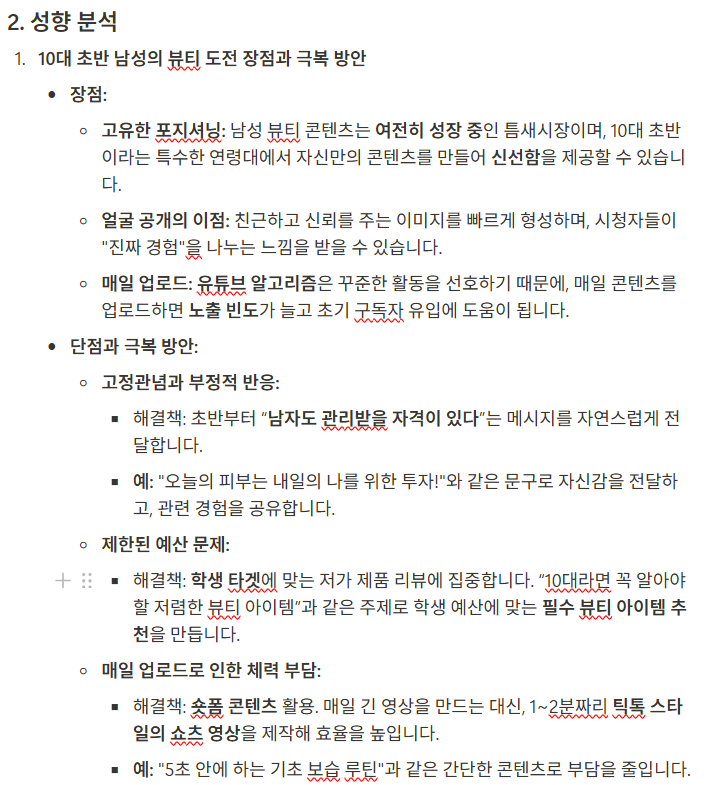 2. 성향 분석
1. 10대 초반 남성의 뷰티 도전 장점과 극복 방안
• 장점:
◦ 고유한 포지셔닝: 남성 뷰티 콘텐츠는 여전히 성장 중인 틈새시장이며, 10대 초반
이라는 특수한 연령대에서 자신만의 콘텐츠를 만들어 신선함을 제공할 수 있습니
다.
◦ 얼굴 공개의 이점: 친근하고 신뢰를 주는 이미지를 빠르게 형성하며, 시청자들이
"진짜 경험"을 나누는 느낌을 받을 수 있습니다.
◦ 매일 업로드: 유튜브 알고리즘은 꾸준한 활동을 선호하기 때문에, 매일 콘텐츠를
업로드하면 노출 빈도가 늘고 초기 구독자 유입에 도움이 됩니다.
• 단점과 극복 방안:
◦ 고정관념과 부정적 반응:
▪ 해결책: 초반부터 “남자도 관리받을 자격이 있다”는 메시지를 자연스럽게 전
달합니다.
▪ 예: "오늘의 피부는 내일의 나를 위한 투자!"와 같은 문구로 자신감을 전달하
고, 관련 경험을 공유합니다.
◦ 제한된 예산 문제:
▪ 해결책: 학생 타겟에 맞는 저가 제품 리뷰에 집중합니다. “10대라면 꼭 알아야
할 저렴한 뷰티 아이템”과 같은 주제로 학생 예산에 맞는 필수 뷰티 아이템 추
천을 만듭니다.
◦ 매일 업로드로 인한 체력 부담:
▪ 해결책: 숏폼 콘텐츠 활용. 매일 긴 영상을 만드는 대신, 1~2분짜리 틱톡 스타
일의 쇼츠 영상을 제작해 효율을 높입니다.
▪ 예: "5초 안에 하는 기초 보습 루틴"과 같은 간단한 콘텐츠로 부담을 줄입니다.